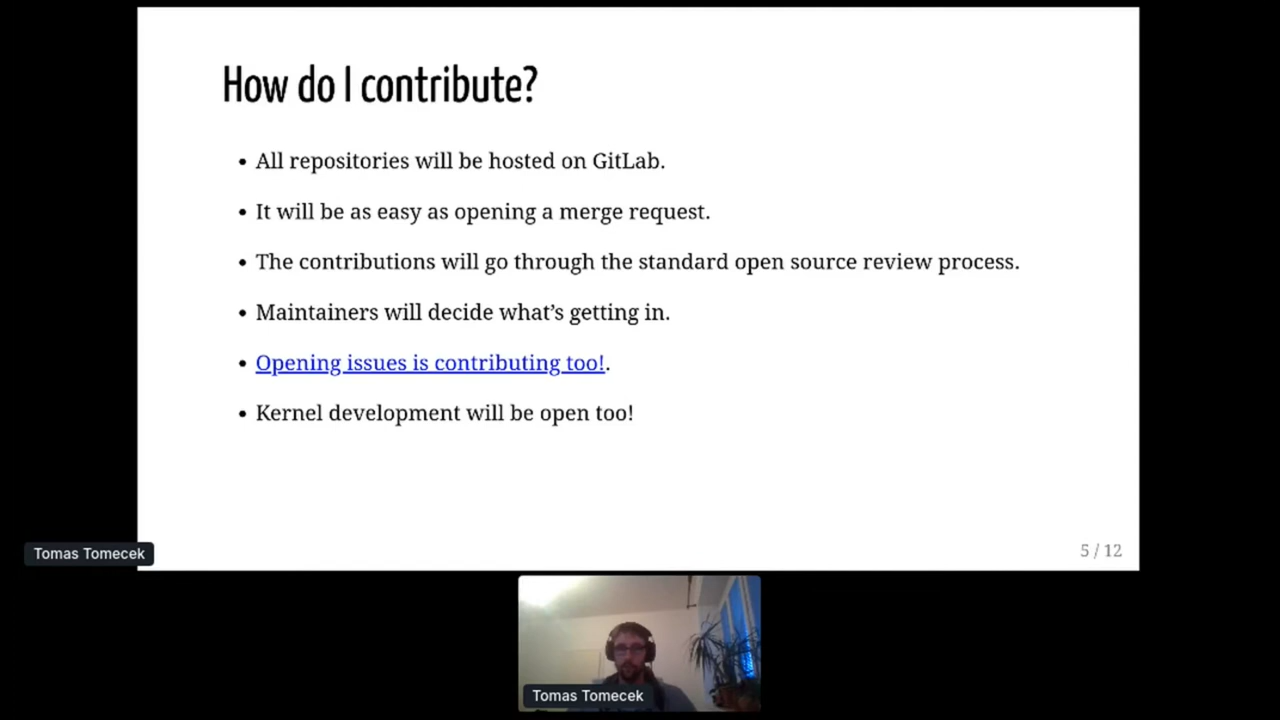 How do I contribute?
All repositories will be hosted on GitLab.
It will be as easy as opening a merge request.
The contributions will go through the standard open source review process.
Maintainers will decide what’s getting in.
Opening issues is contributing too!.
Kernel development will be open too!
5 / 12
Tomas Tomecek
Tomas Tomecek